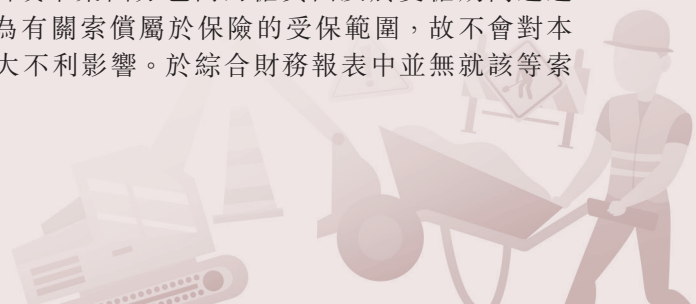 為有關索償屬於保險的受保範圍，故不會對本
大不利影響。於綜合財務報表中並無就該等索